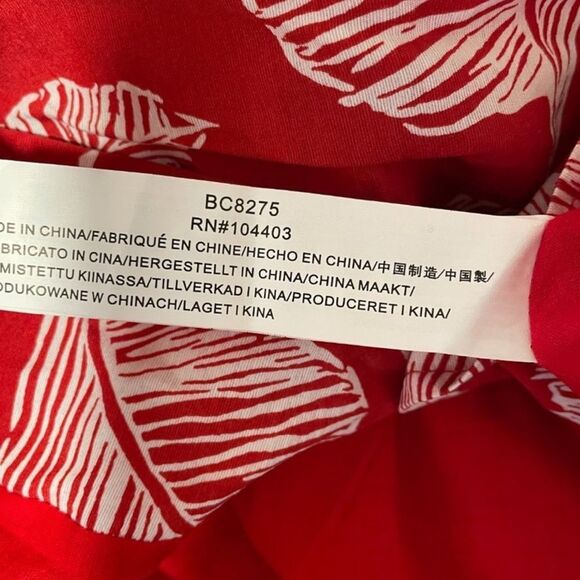 BC8275
RN#104403
DE IN CHINA/FABRIQUÉ EN CHINE/HECHO EN CHINA/中国制造/中国製/
BRICATO IN CINA/HERGESTELLT IN CHINA/CHINA MAAKT/
MISTETTU KIINASSA/TILLVERKAD I KINA/PRODUCERET I KINA/
ODUKOWANE W CHINACH/LAGET I KINA